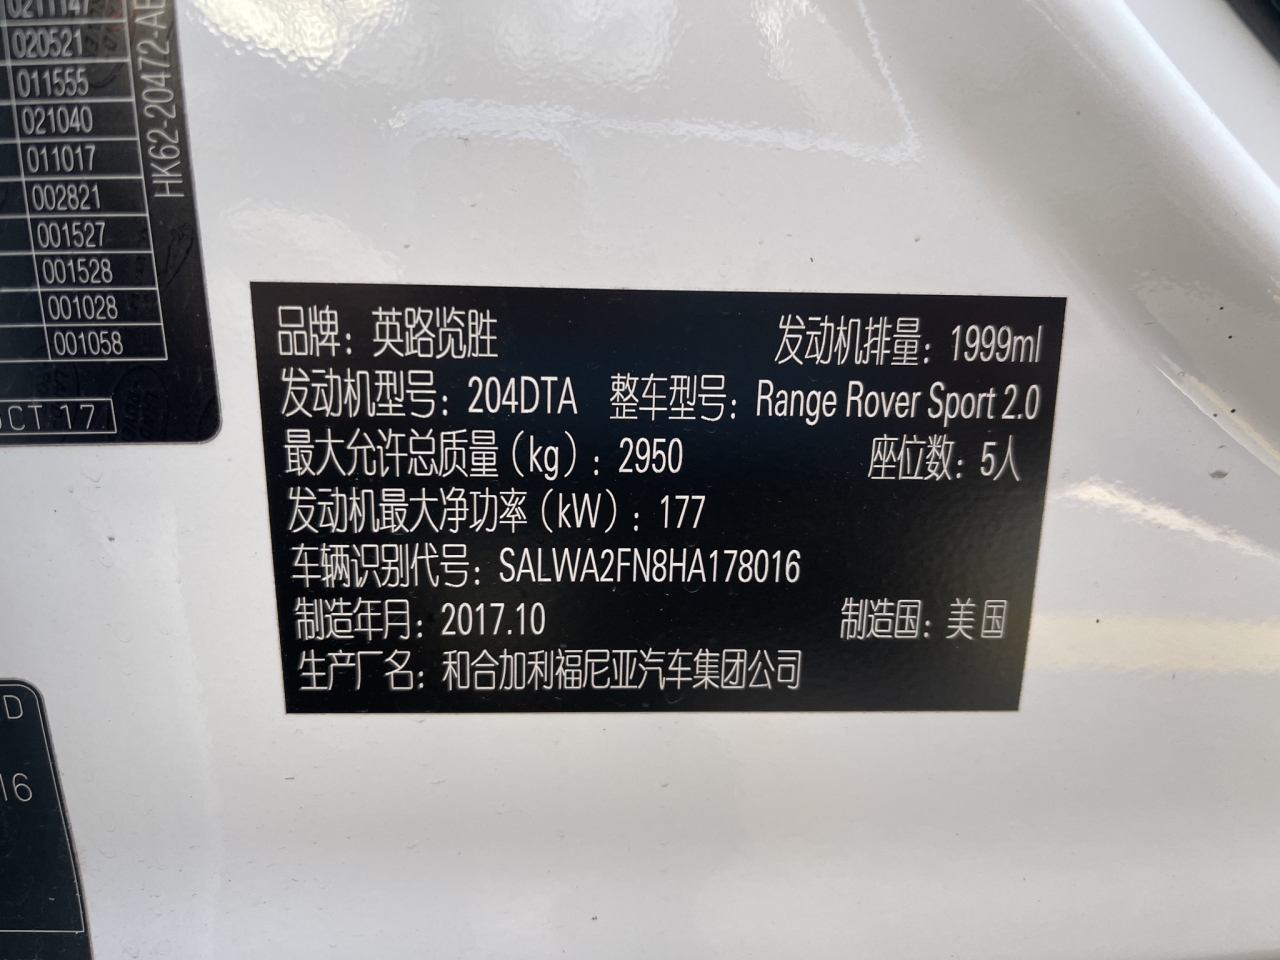 020521
011555
021040
011017
002821
001527
001528
001028
001058
HK62-20472-
CT 17
品牌：英路览胜 发动机排量：1999ml
发动机型号：204DTA 整车型号：Range Rover Sport 2.0
最大允许总质量（kg）：2950 座位数：5人
发动机最大净功率（kW）：177
车辆识别代号：SALWA2FN8HA178016
制造年月：2017.10 制造国：美国
生产厂名：和合加利福尼亚汽车集团公司
D
16